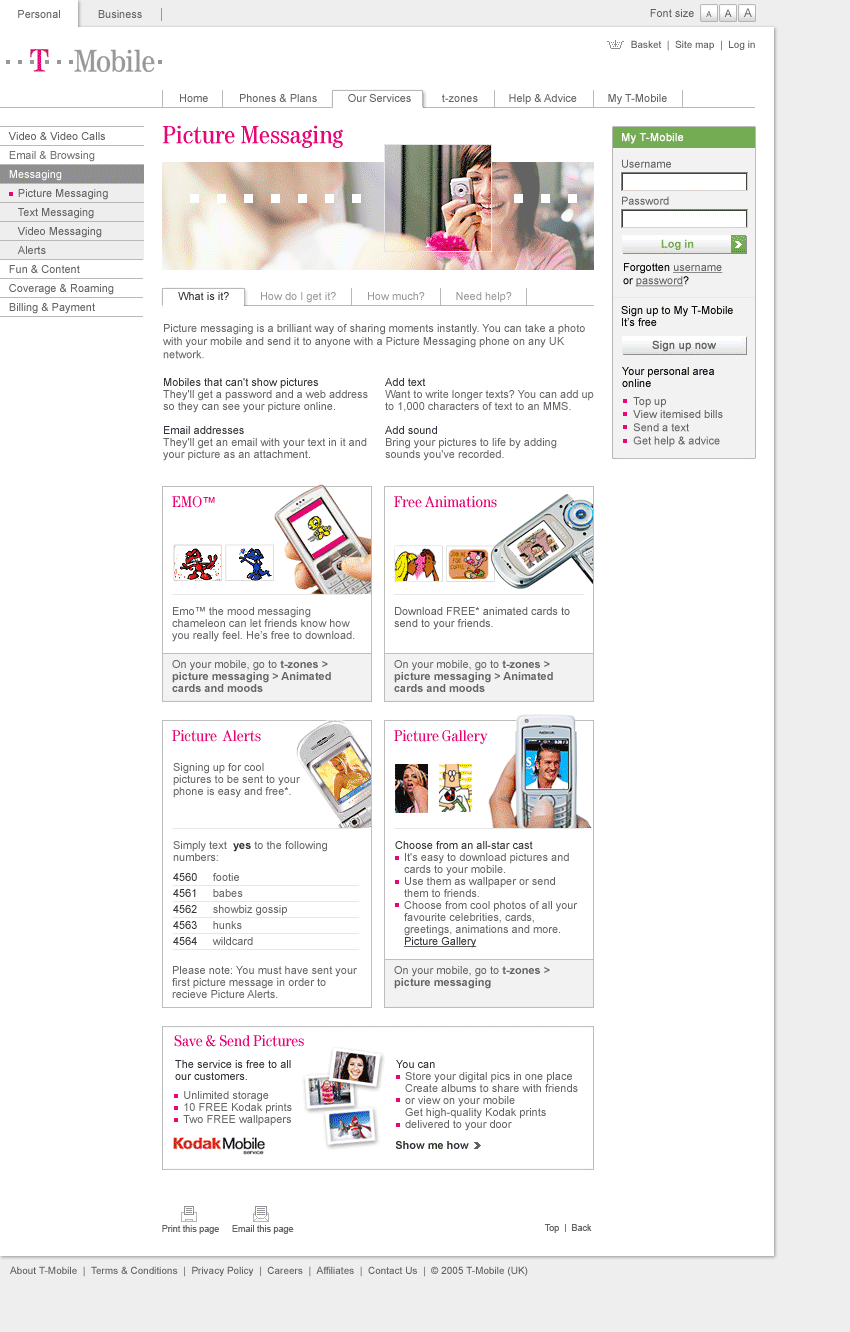 Personal
Business
Font size A A A
Basket | Site map | Log in
T-Mobile
Home
Phones & Plans
Our Services
t-zones
Help & Advice
My T-Mobile
Video & Video Calls
Email & Browsing
Messaging
Picture Messaging
Text Messaging
Video Messaging
Alerts
Fun & Content
Coverage & Roaming
Billing & Payment
Picture Messaging
What is it?
How do I get it?
How much?
Need help?
Picture messaging is a brilliant way of sharing moments instantly. You can take a photo
with your mobile and send it to anyone with a Picture Messaging phone on any UK
network.
Mobiles that can't show pictures
They'll get a password and a web address
so they can see your picture online.
Add text
Want to write longer texts? You can add up
to 1,000 characters of text to an MMS.
Email addresses
They'll get an email with your text in it and
your picture as an attachment.
Add sound
Bring your pictures to life by adding
sounds you've recorded.
EMO™
Emo™ the mood messaging
chameleon can let friends know how
you really feel. He's free to download.
On your mobile, go to t-zones >
picture messaging > Animated
cards and moods
Free Animations
Download FREE* animated cards to
send to your friends.
On your mobile, go to t-zones >
picture messaging > Animated
cards and moods
Picture Alerts
Signing up for cool
pictures to be sent to your
phone is easy and free*.
Simply text yes to the following
numbers:
4560 footie
4561 babes
4562 showbiz gossip
4563 hunks
4564 wildcard
Please note: You must have sent your
first picture message in order to
recieve Picture Alerts.
Picture Gallery
NOKIA
Choose from an all-star cast
It's easy to download pictures and
cards to your mobile.
Use them as wallpaper or send
them to friends.
Choose from cool photos of all your
favourite celebrities, cards,
greetings, animations and more.
Picture Gallery
On your mobile, go to t-zones >
picture messaging
Save & Send Pictures
The service is free to all
our customers.
Unlimited storage
10 FREE Kodak prints
Two FREE wallpapers
Kodak Mobile
service
You can
Store your digital pics in one place
Create albums to share with friends
or view on your mobile
Get high-quality Kodak prints
delivered to your door
Show me how
My T-Mobile
Username
Password
Log in
Forgotten username
or password?
Sign up to My T-Mobile
It's free
Sign up now
Your personal area
online
Top up
View itemised bills
Send a text
Get help & advice
Print this page
Email this page
Top | Back
About T-Mobile | Terms & Conditions | Privacy Policy | Careers | Affiliates | Contact Us | © 2005 T-Mobile (UK)